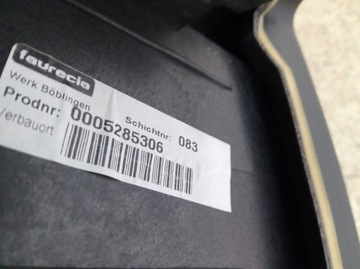 faurecia
Werk Böblingen
Schichtnr: 083
Prodnr: 0005285306
Verbauort